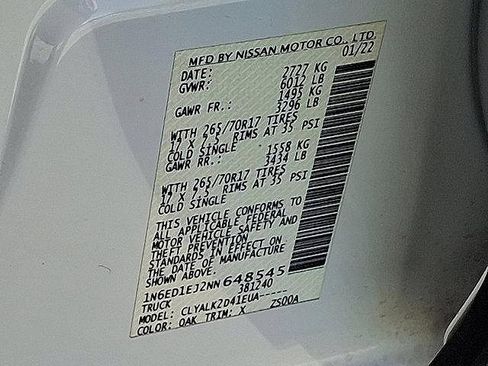 MFD BY NISSAN MOTOR CO., LTD.
DATE: 01/22
GVWR: 2727 KG
6012 LB
GAWR FR.: 1495 KG
3296 LB
WITH 265/70R17 TIRES
17 X 7.5 RIMS AT 35 PSI
COLD SINGLE
GAWR RR.: 1558 KG
3434 LB
WITH 265/70R17 TIRES
17 X 7.5 RIMS AT 35 PSI
COLD SINGLE
THIS VEHICLE CONFORMS TO
ALL APPLICABLE FEDERAL
MOTOR VEHICLE SAFETY AND
THEFT PREVENTION
STANDARDS IN EFFECT ON
THE DATE OF MANUFACTURE
SHOWN ABOVE.
1N6ED1EJ2NN648545
TRUCK 381240
MODEL: CLYALK2D41EUA-----
COLOR: QAK TRIM: X ZS00A